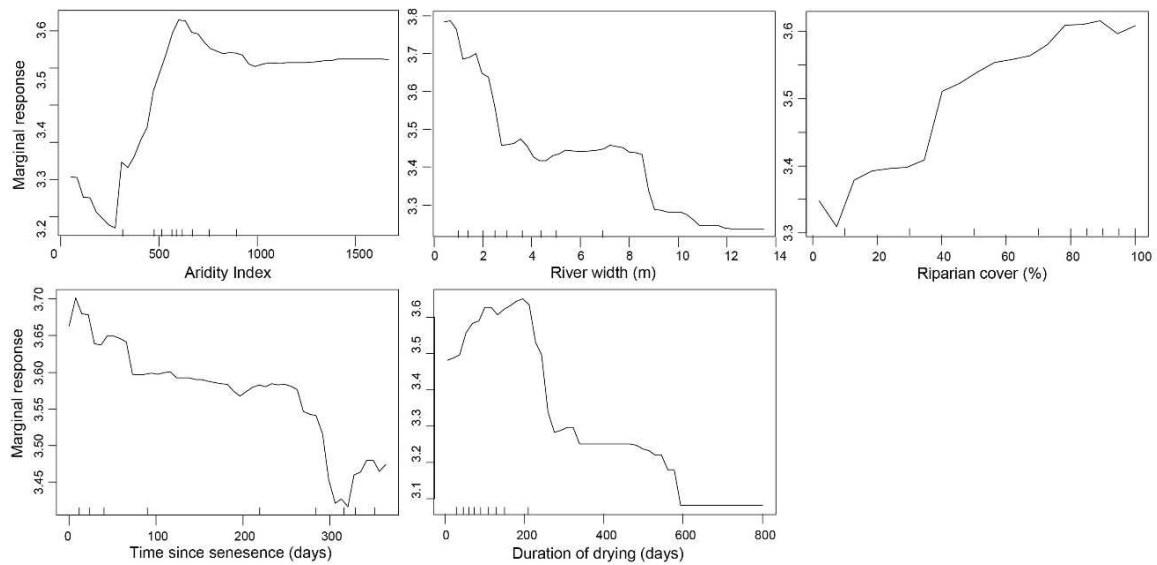 Marginal response
3.2 3.3 3.4 3.5 3.6
0 500 1000 1500
Aridity Index
3.3 3.4 3.5 3.6 3.7 3.8
0 2 4 6 8 10 12 14
River width (m)
3.3 3.4 3.5 3.6
0 20 40 60 80 100
Riparian cover (%)
Marginal response
3.45 3.50 3.55 3.60 3.65 3.70
0 100 200 300
Time since senesence (days)
3.1 3.2 3.3 3.4 3.5 3.6
0 200 400 600 800
Duration of drying (days)